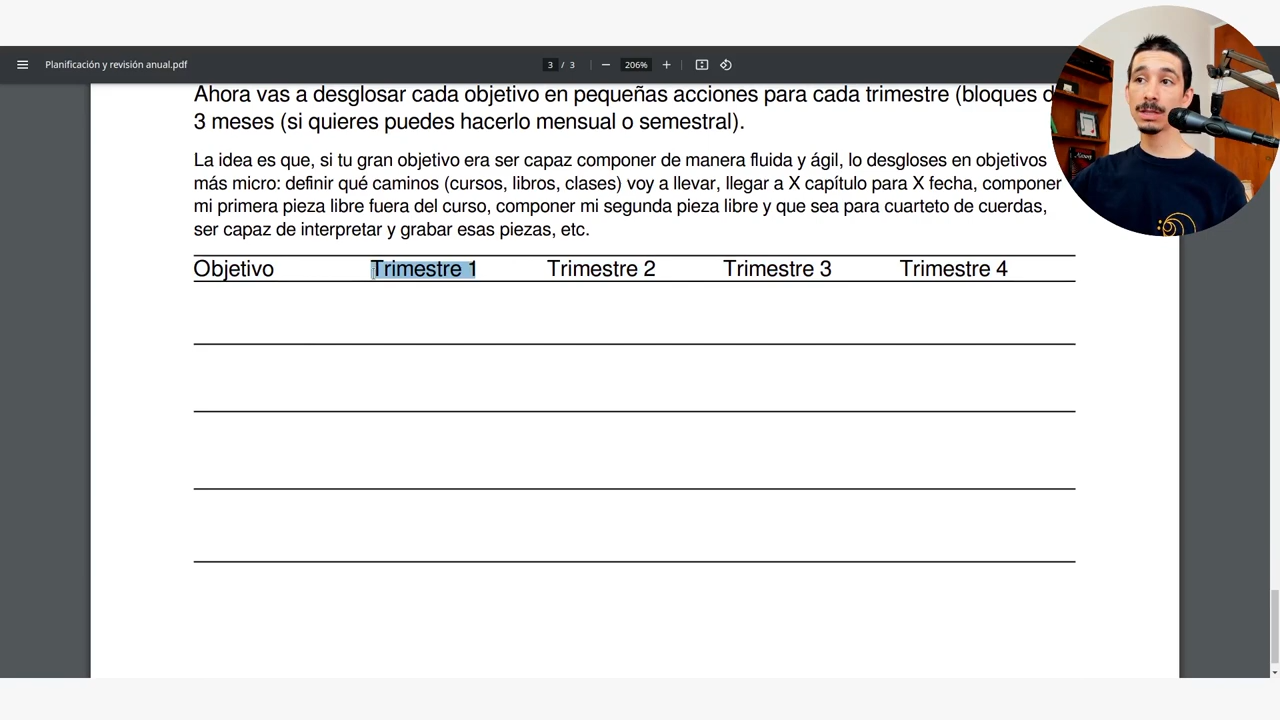 Planificación y revisión anual.pdf
3 / 3
206%
Ahora vas a desglosar cada objetivo en pequeñas acciones para cada trimestre (bloques d
3 meses (si quieres puedes hacerlo mensual o semestral).
La idea es que, si tu gran objetivo era ser capaz componer de manera fluida y ágil, lo desgloses en objetivos
más micro: definir qué caminos (cursos, libros, clases) voy a llevar, llegar a X capítulo para X fecha, componer
mi primera pieza libre fuera del curso, componer mi segunda pieza libre y que sea para cuarteto de cuerdas,
ser capaz de interpretar y grabar esas piezas, etc.
Objetivo Trimestre 1 Trimestre 2 Trimestre 3 Trimestre 4